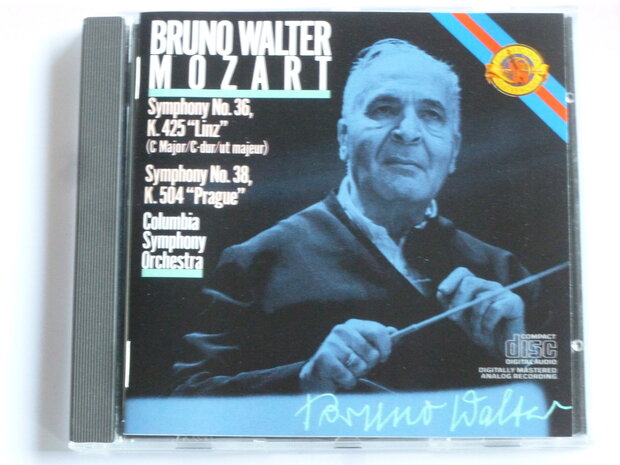 BRUNO WALTER
MOZART
Symphony No. 36,
K. 425 "Linz"
(C Major/C-dur/ut majeur)
Symphony No. 38,
K. 504 "Prague"
Columbia
Symphony
Orchestra
COMPACT
disc
DIGITAL AUDIO
DIGITALLY MASTERED
ANALOG RECORDING
Bruno Walter